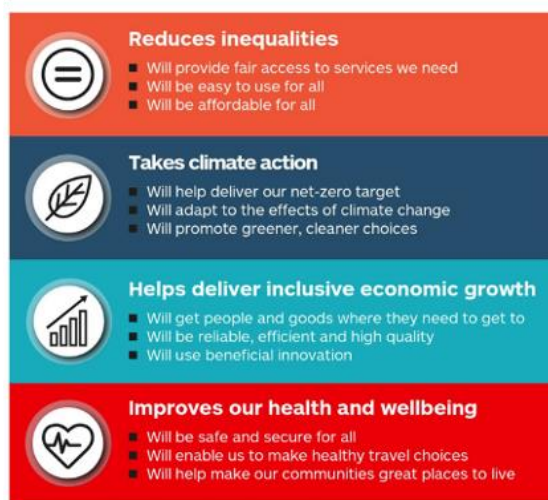 Reduces inequalities
■ Will provide fair access to services we need
■ Will be easy to use for all
■ Will be affordable for all
Takes climate action
■ Will help deliver our net-zero target
■ Will adapt to the effects of climate change
■ Will promote greener, cleaner choices
Helps deliver inclusive economic growth
■ Will get people and goods where they need to get to
■ Will be reliable, efficient and high quality
■ Will use beneficial innovation
Improves our health and wellbeing
■ Will be safe and secure for all
■ Will enable us to make healthy travel choices
■ Will help make our communities great places to live